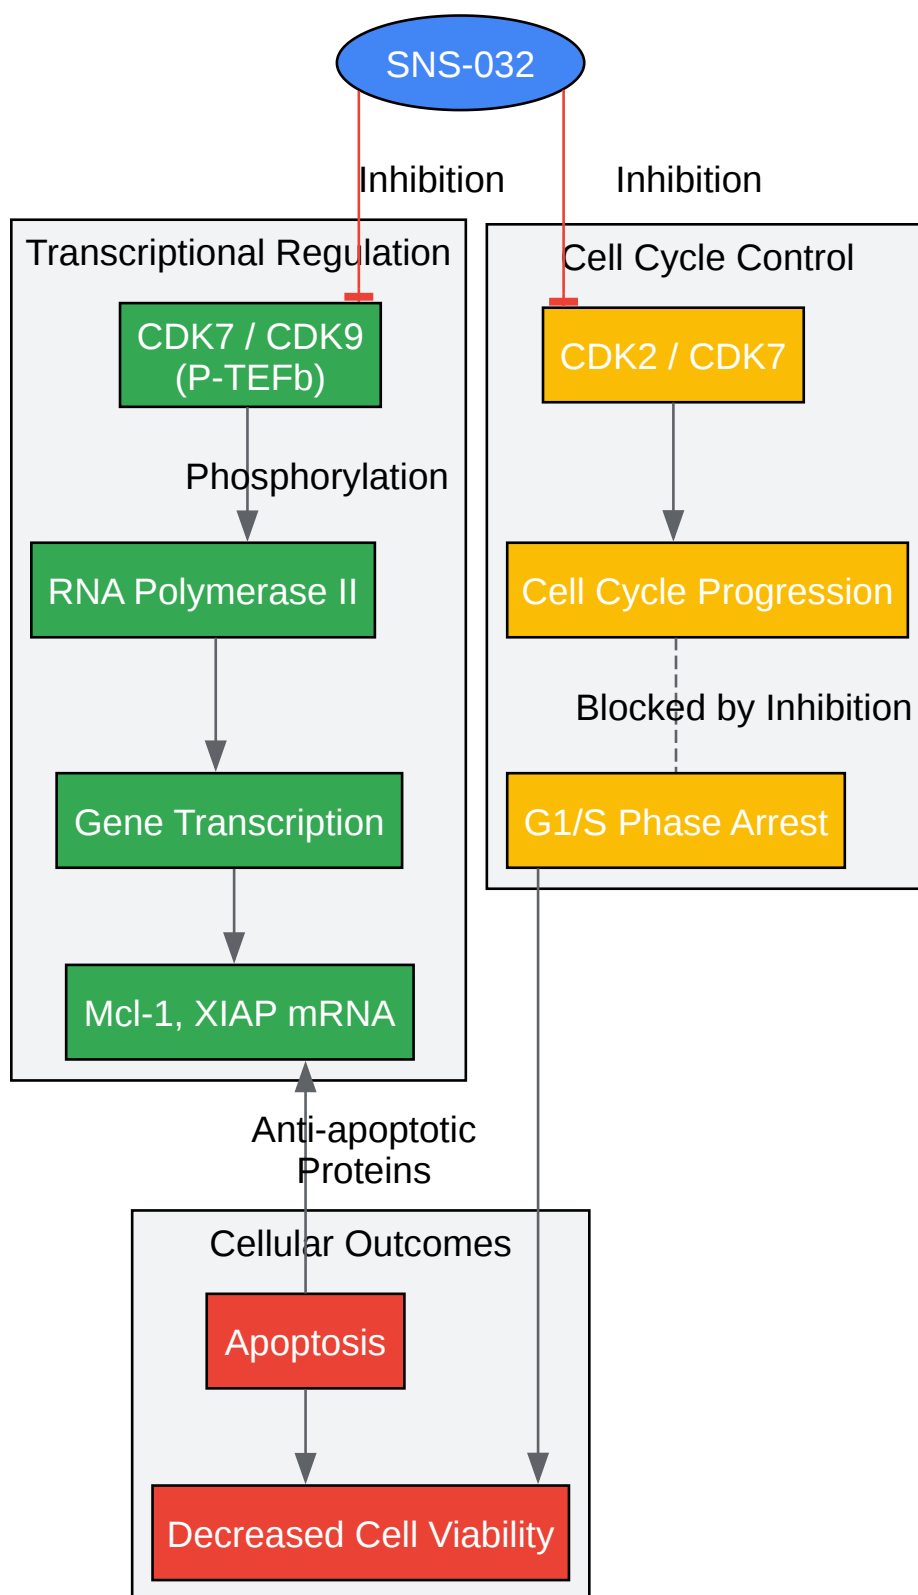 SNS-032
Inhibition
Inhibition
Transcriptional Regulation
CDK7 / CDK9
(P-TEFb)
Phosphorylation
RNA Polymerase II
Gene Transcription
Mcl-1, XIAP mRNA
Cell Cycle Control
CDK2 / CDK7
Cell Cycle Progression
Blocked by Inhibition
G1/S Phase Arrest
Anti-apoptotic
Proteins
Cellular Outcomes
Apoptosis
Decreased Cell Viability